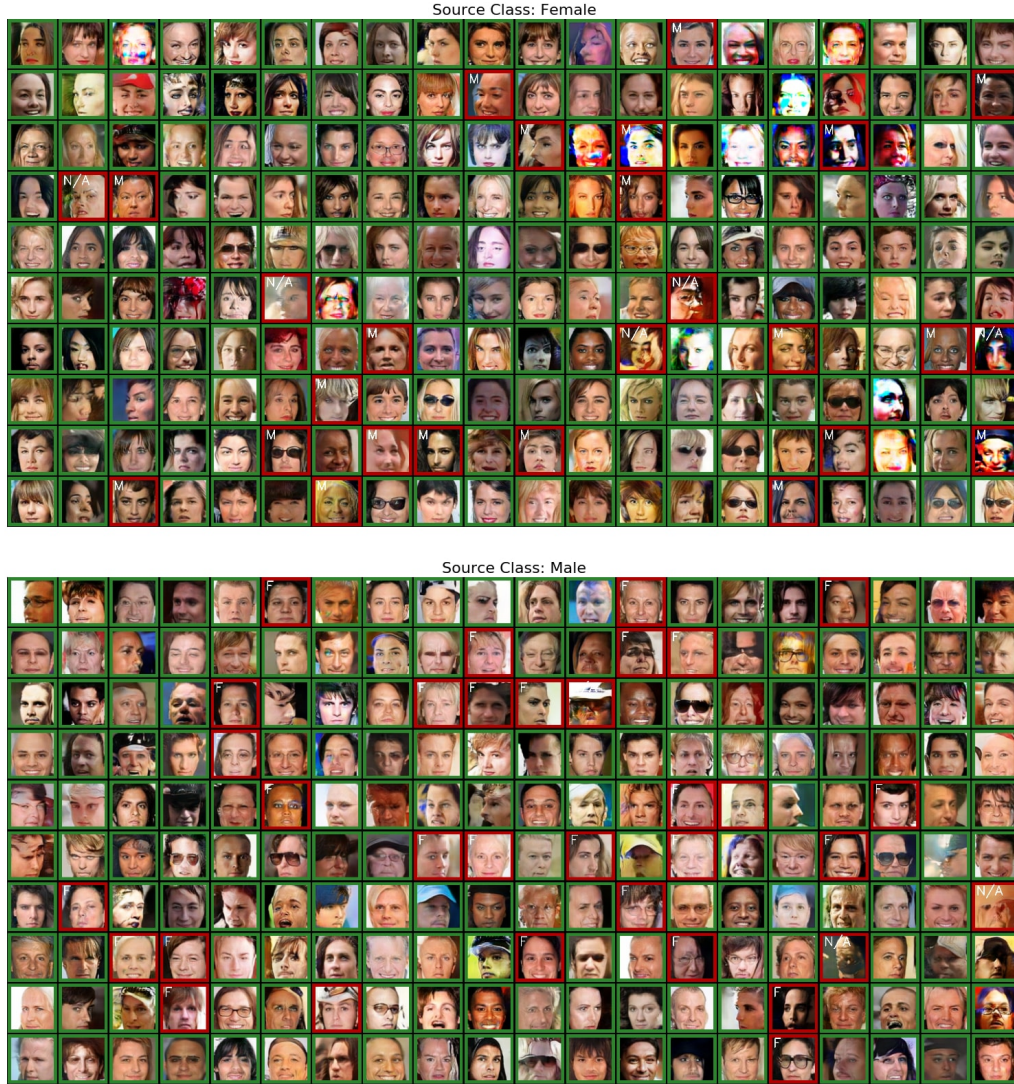 Source Class: Female
M
M M
M M M
N/A M M
N/A N/A
M N/A M M N/A
M
M M M M M M
M M M
Source Class: Male
F F F
F F F
F F F F
F
F F F
F F F F F
F F N/A
F F F N/A
F F F
F